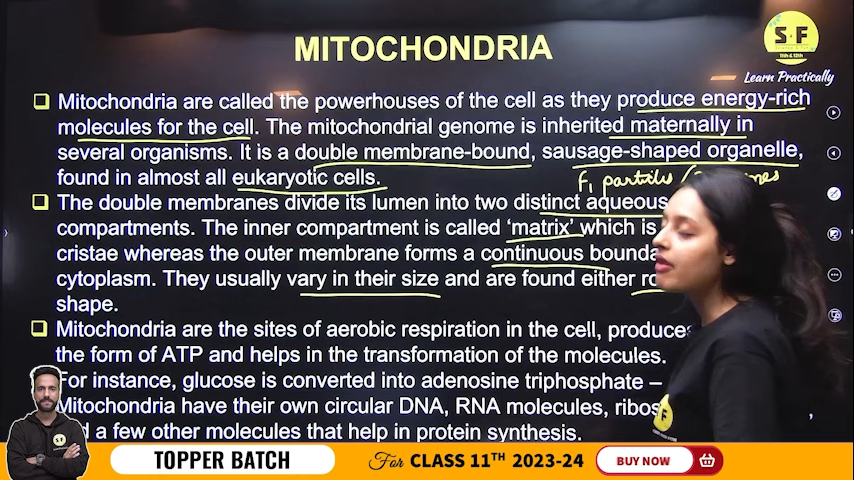 MITOCHONDRIA
S.F
11th & 12th
Learn Practically
Mitochondria are called the powerhouses of the cell as they produce energy-rich
molecules for the cell. The mitochondrial genome is inherited maternally in
several organisms. It is a double membrane-bound, sausage-shaped organelle,
found in almost all eukaryotic cells.
F₁ particles /
The double membranes divide its lumen into two distinct aqueous
compartments. The inner compartment is called ‘matrix’ which is
cristae whereas the outer membrane forms a continuous
cytoplasm. They usually vary in their size and are found either
shape.
Mitochondria are the sites of aerobic respiration in the cell,
the form of ATP and helps in the transformation of the molecules.
For instance, glucose is converted into adenosine triphosphate –
Mitochondria have their own circular DNA, RNA molecules,
a few other molecules that help in protein synthesis.
S.F
S.F
TOPPER BATCH For CLASS 11TH 2023-24 BUY NOW